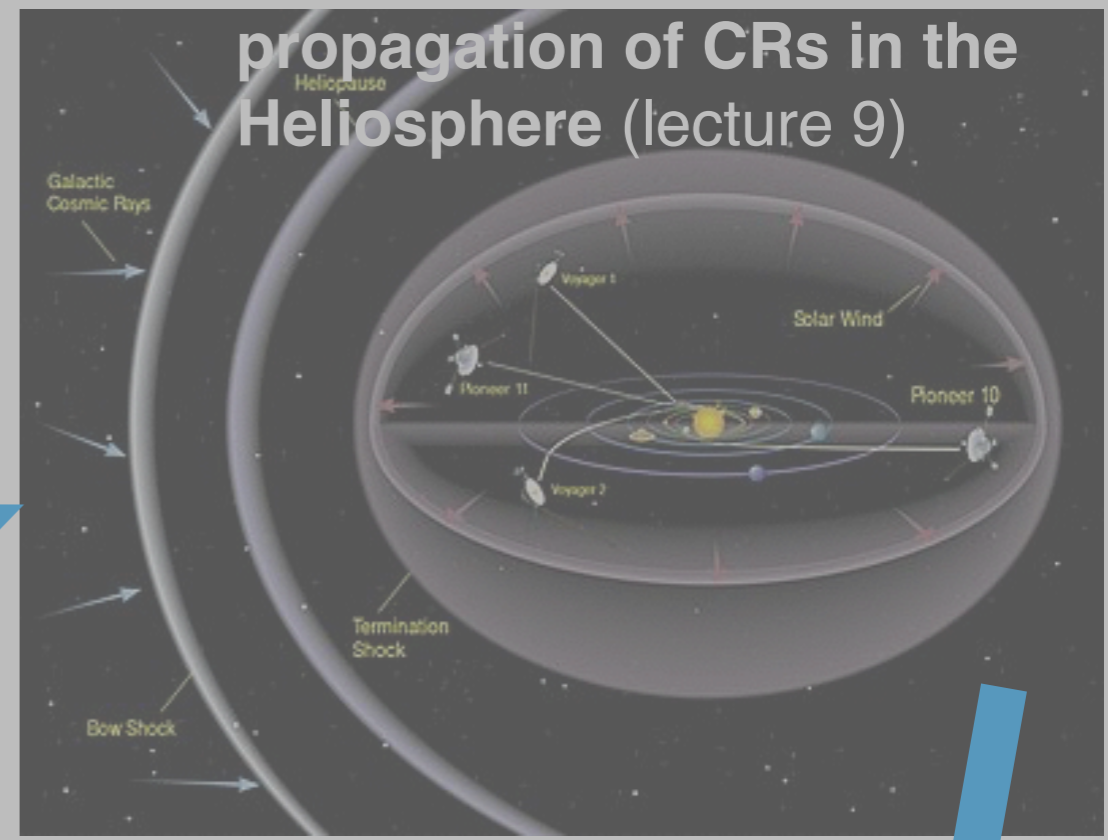 propagation of CRs in the
Heliopause
Heliosphere (lecture 9)
Galactic
Cosmic Rays
Voyager 1
Solar Wind
Pioneer 11
Pioneer 10
Voyager 2
Termination
Shock
Bow Shock